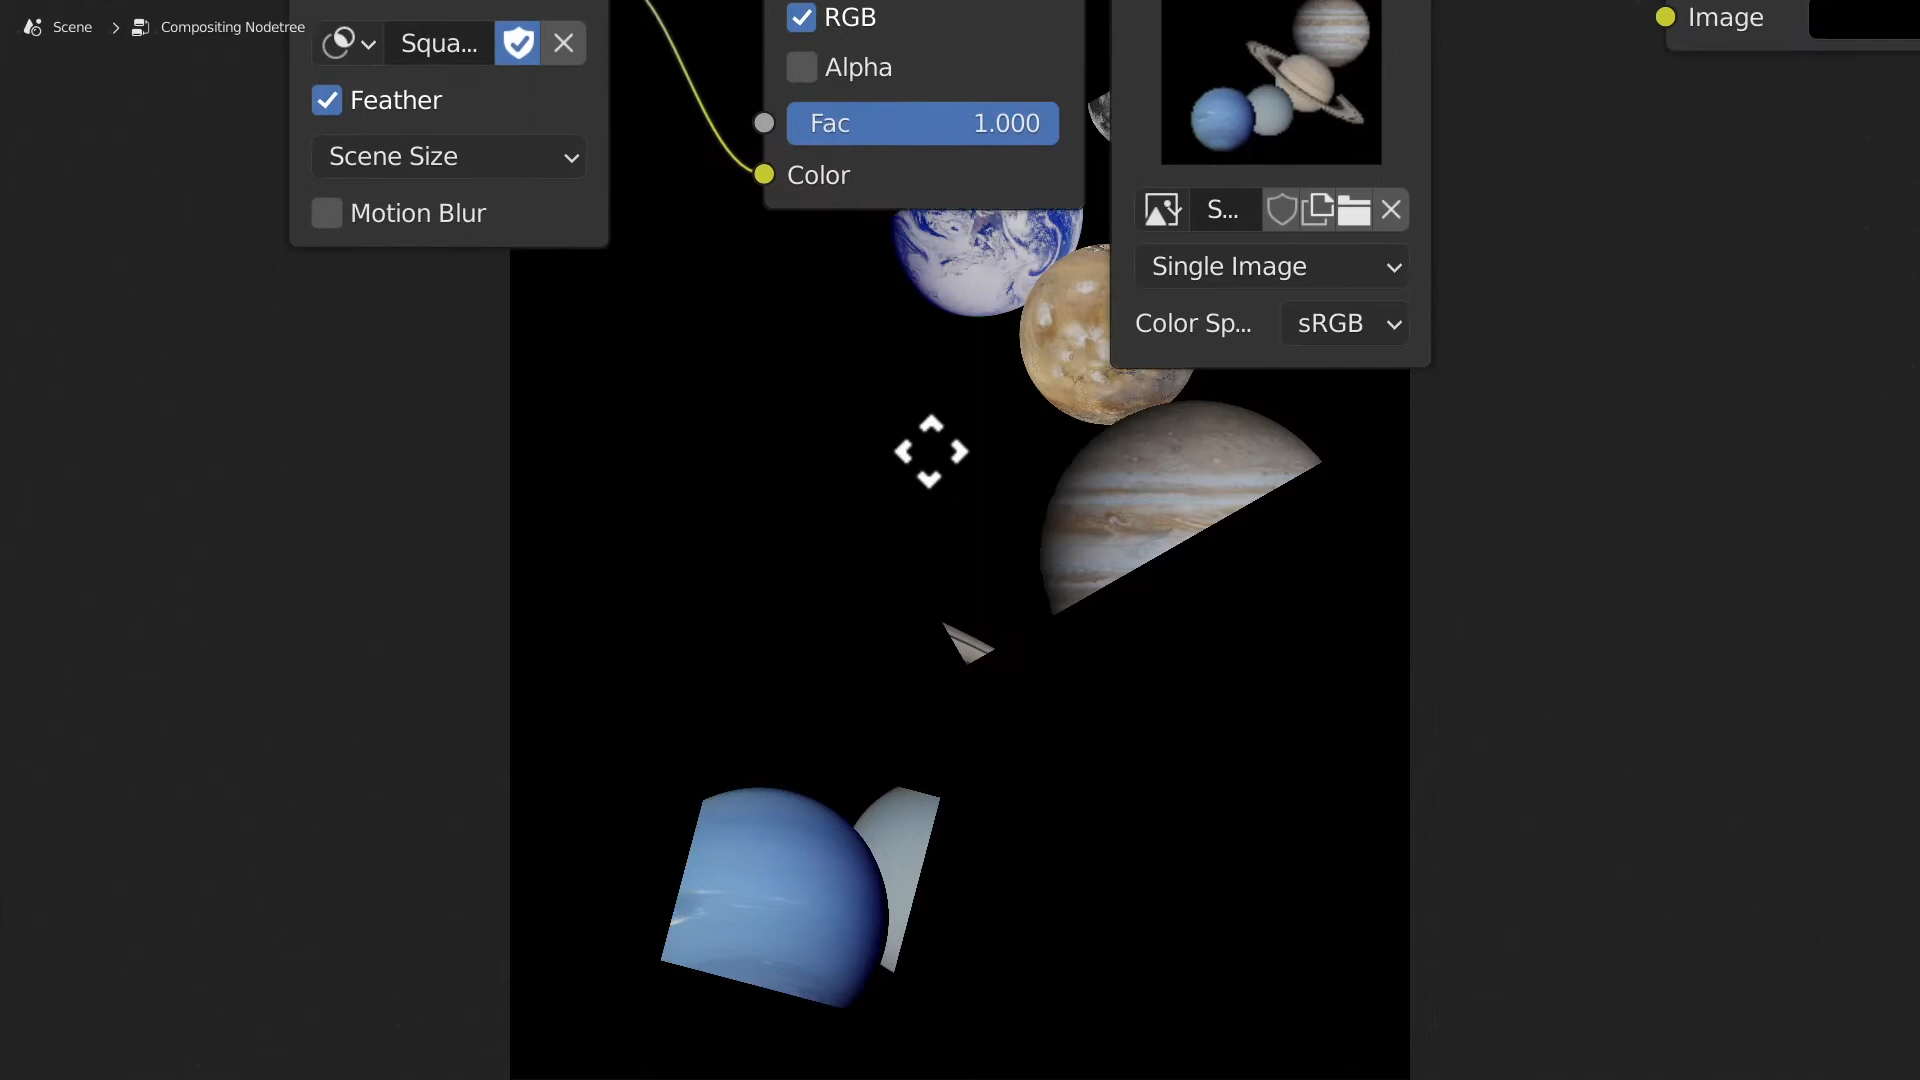 Scene
Compositing Nodetree
Squa...
Feather
Scene Size
Motion Blur
RGB
Alpha
Fac 1.000
Color
S...
Single Image
Color Sp... sRGB
Image